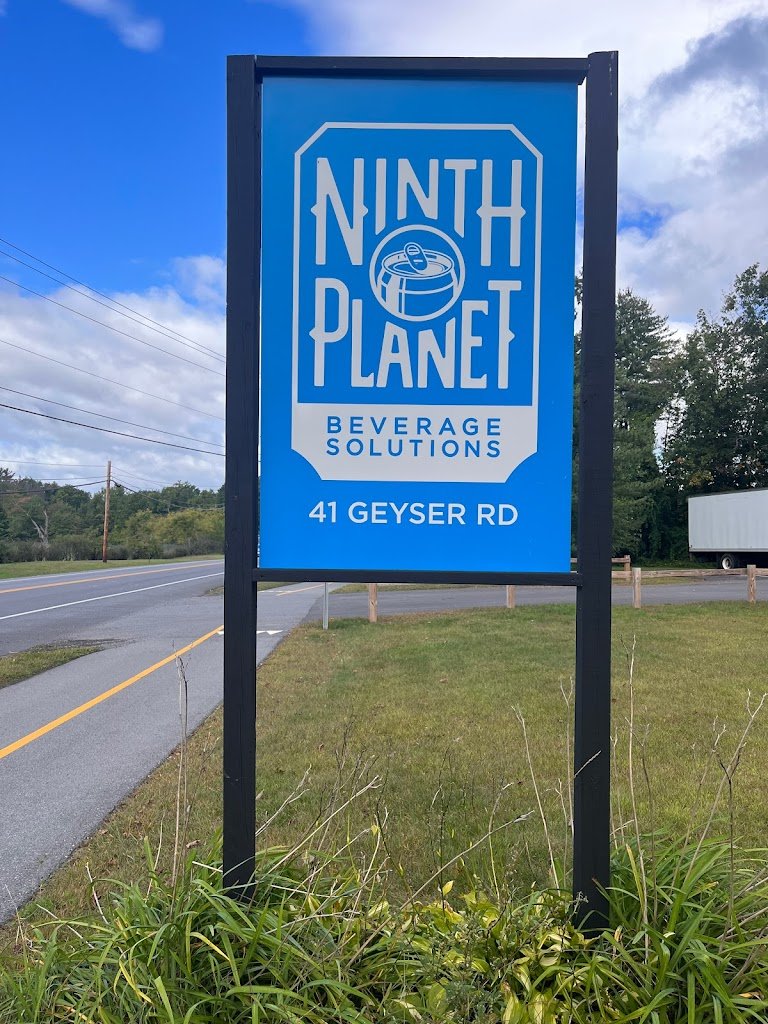 NINTH
PLANET
BEVERAGE
SOLUTIONS
41 GEYSER RD